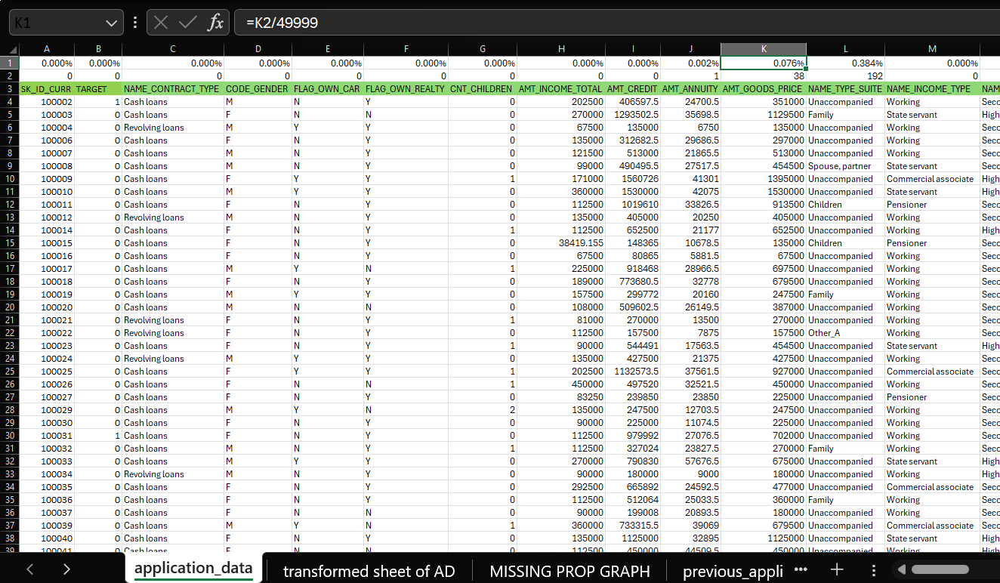 K1 fx =K2/49999
A B C D E F G H I J K L M
1 0.000% 0.000% 0.000% 0.000% 0.000% 0.000% 0.000% 0.000% 0.000% 0.002% 0.076% 0.384% 0.000%
2 0 0 0 0 0 0 0 0 0 1 38 192 0
3 SK_ID_CURR TARGET NAME_CONTRACT_TYPE CODE_GENDER FLAG_OWN_CAR FLAG_OWN_REALTY CNT_CHILDREN AMT_INCOME_TOTAL AMT_CREDIT AMT_ANNUITY AMT_GOODS_PRICE NAME_TYPE_SUITE NAME_INCOME_TYPE NAM
4 100002 1 Cash loans M N Y 0 202500 406597.5 24700.5 351000 Unaccompanied Working Seco
5 100003 0 Cash loans F N N 0 270000 1293502.5 35698.5 1129500 Family State servant High
6 100004 0 Revolving loans M Y Y 0 67500 135000 6750 135000 Unaccompanied Working Seco
7 100006 0 Cash loans F N Y 0 135000 312682.5 29686.5 297000 Unaccompanied Working Seco
8 100007 0 Cash loans M N Y 0 121500 513000 21865.5 513000 Unaccompanied Working Seco
9 100008 0 Cash loans M N Y 0 99000 490495.5 27517.5 454500 Spouse, partner State servant Seco
10 100009 0 Cash loans F Y Y 1 171000 1560726 41301 1395000 Unaccompanied Commercial associate High
11 100010 0 Cash loans M Y Y 0 360000 1530000 42075 1530000 Unaccompanied State servant High
12 100011 0 Cash loans F N Y 0 112500 1019610 33826.5 913500 Children Pensioner Seco
13 100012 0 Revolving loans M N Y 0 135000 405000 20250 405000 Unaccompanied Working Seco
14 100014 0 Cash loans F N Y 1 112500 652500 21177 652500 Unaccompanied Working High
15 100015 0 Cash loans F N Y 0 38419.155 148365 10678.5 135000 Children Pensioner Seco
16 100016 0 Cash loans F N Y 0 67500 80865 5881.5 67500 Unaccompanied Working Seco
17 100017 0 Cash loans M Y N 1 225000 918468 28966.5 697500 Unaccompanied Working Seco
18 100018 0 Cash loans F N Y 0 189000 773680.5 32778 679500 Unaccompanied Working Seco
19 100019 0 Cash loans M Y Y 0 157500 299772 20160 247500 Family Working Seco
20 100020 0 Cash loans M N N 0 108000 509602.5 26149.5 387000 Unaccompanied Working Seco
21 100021 0 Revolving loans F N Y 1 81000 270000 13500 270000 Unaccompanied Working Seco
22 100022 0 Revolving loans F N Y 0 112500 157500 7875 157500 Other_A Working Seco
23 100023 0 Cash loans F N Y 1 90000 544491 17563.5 454500 Unaccompanied State servant High
24 100024 0 Revolving loans M Y Y 0 135000 427500 21375 427500 Unaccompanied Working Seco
25 100025 0 Cash loans F Y Y 1 202500 1132573.5 37561.5 927000 Unaccompanied Commercial associate Seco
26 100026 0 Cash loans F N N 1 450000 497520 32521.5 450000 Unaccompanied Working Seco
27 100027 0 Cash loans F N Y 0 83250 239850 23850 225000 Unaccompanied Pensioner Seco
28 100029 0 Cash loans M Y N 2 135000 247500 12703.5 247500 Unaccompanied Working Seco
29 100030 0 Cash loans F N Y 0 90000 225000 11074.5 225000 Unaccompanied Working Seco
30 100031 1 Cash loans F N Y 0 112500 979992 27076.5 702000 Unaccompanied Working Seco
31 100032 0 Cash loans M N Y 1 112500 327024 23827.5 270000 Family Working Seco
32 100033 0 Cash loans M Y Y 0 270000 790830 57676.5 675000 Unaccompanied State servant High
33 100034 0 Revolving loans M N Y 0 90000 180000 9000 180000 Unaccompanied Working High
34 100035 0 Cash loans F N Y 0 292500 665892 24592.5 477000 Unaccompanied Commercial associate Seco
35 100036 0 Cash loans F N Y 0 112500 512064 25033.5 360000 Family Working Seco
36 100037 0 Cash loans F N N 0 90000 199008 20893.5 180000 Unaccompanied Working Seco
37 100039 0 Cash loans M Y N 1 360000 733315.5 39069 679500 Unaccompanied Commercial associate Seco
38 100040 0 Cash loans F N Y 0 135000 1125000 32895 1125000 Unaccompanied State servant High
39 100041 0 Cash loans F N N 0 112500 450000 44509.5 450000 Unaccompanied Working High
application_data transformed sheet of AD MISSING PROP GRAPH previous_appli ...